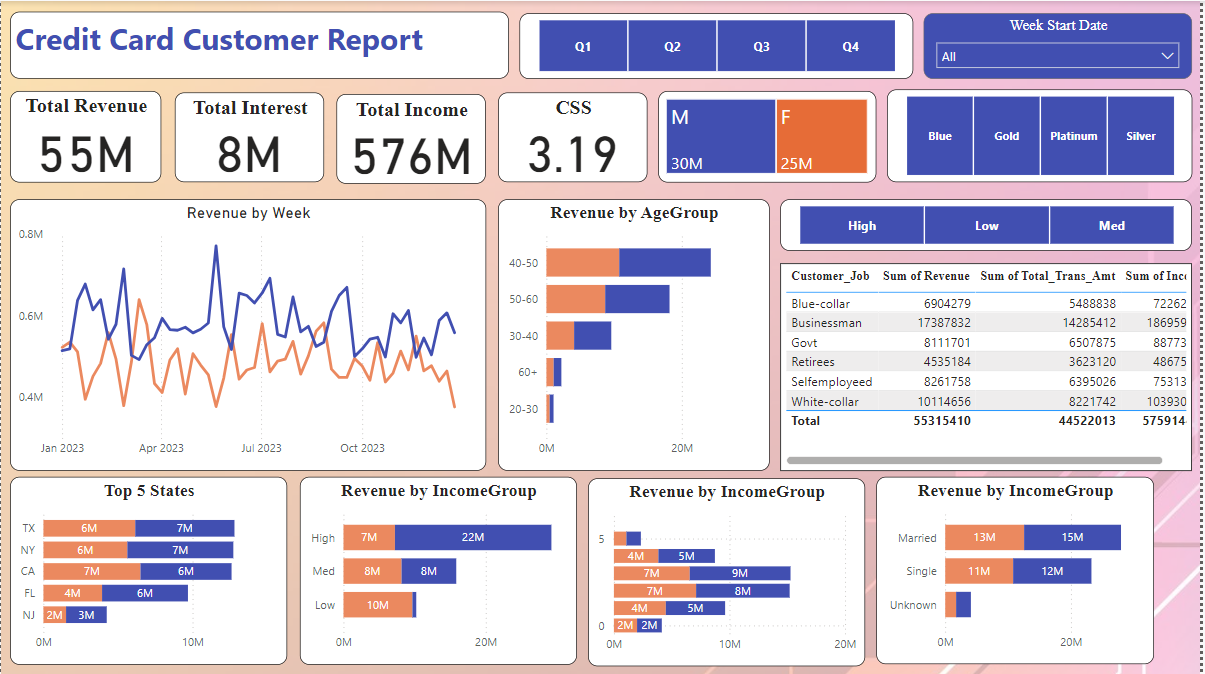 Credit Card Customer Report
Q1 Q2 Q3 Q4
Week Start Date
All
Total Revenue
55M
Total Interest
8M
Total Income
576M
CSS
3.19
M
30M
F
25M
Blue Gold Platinum Silver
Revenue by Week
0.8M
0.6M
0.4M
Jan 2023 Apr 2023 Jul 2023 Oct 2023
Revenue by AgeGroup
40-50
50-60
30-40
60+
20-30
0M 20M
High Low Med
Customer_Job Sum of Revenue Sum of Total_Trans_Amt Sum of Inc
Blue-collar 6904279 5488838 72262
Businessman 17387832 14285412 186959
Govt 8111701 6507875 88773
Retirees 4535184 3623120 48675
Selfemployeed 8261758 6395026 75313
White-collar 10114656 8221742 103930
Total 55315410 44522013 57591
Top 5 States
TX 6M 7M
NY 6M 7M
CA 7M 6M
FL 4M 6M
NJ 2M 3M
0M 10M
Revenue by IncomeGroup
High 7M 22M
Med 8M 8M
Low 10M
0M 20M
Revenue by IncomeGroup
5
4M 5M
7M 9M
7M 8M
4M 5M
0 2M 2M
0M 10M 20M
Revenue by IncomeGroup
Married 13M 15M
Single 11M 12M
Unknown
0M 20M